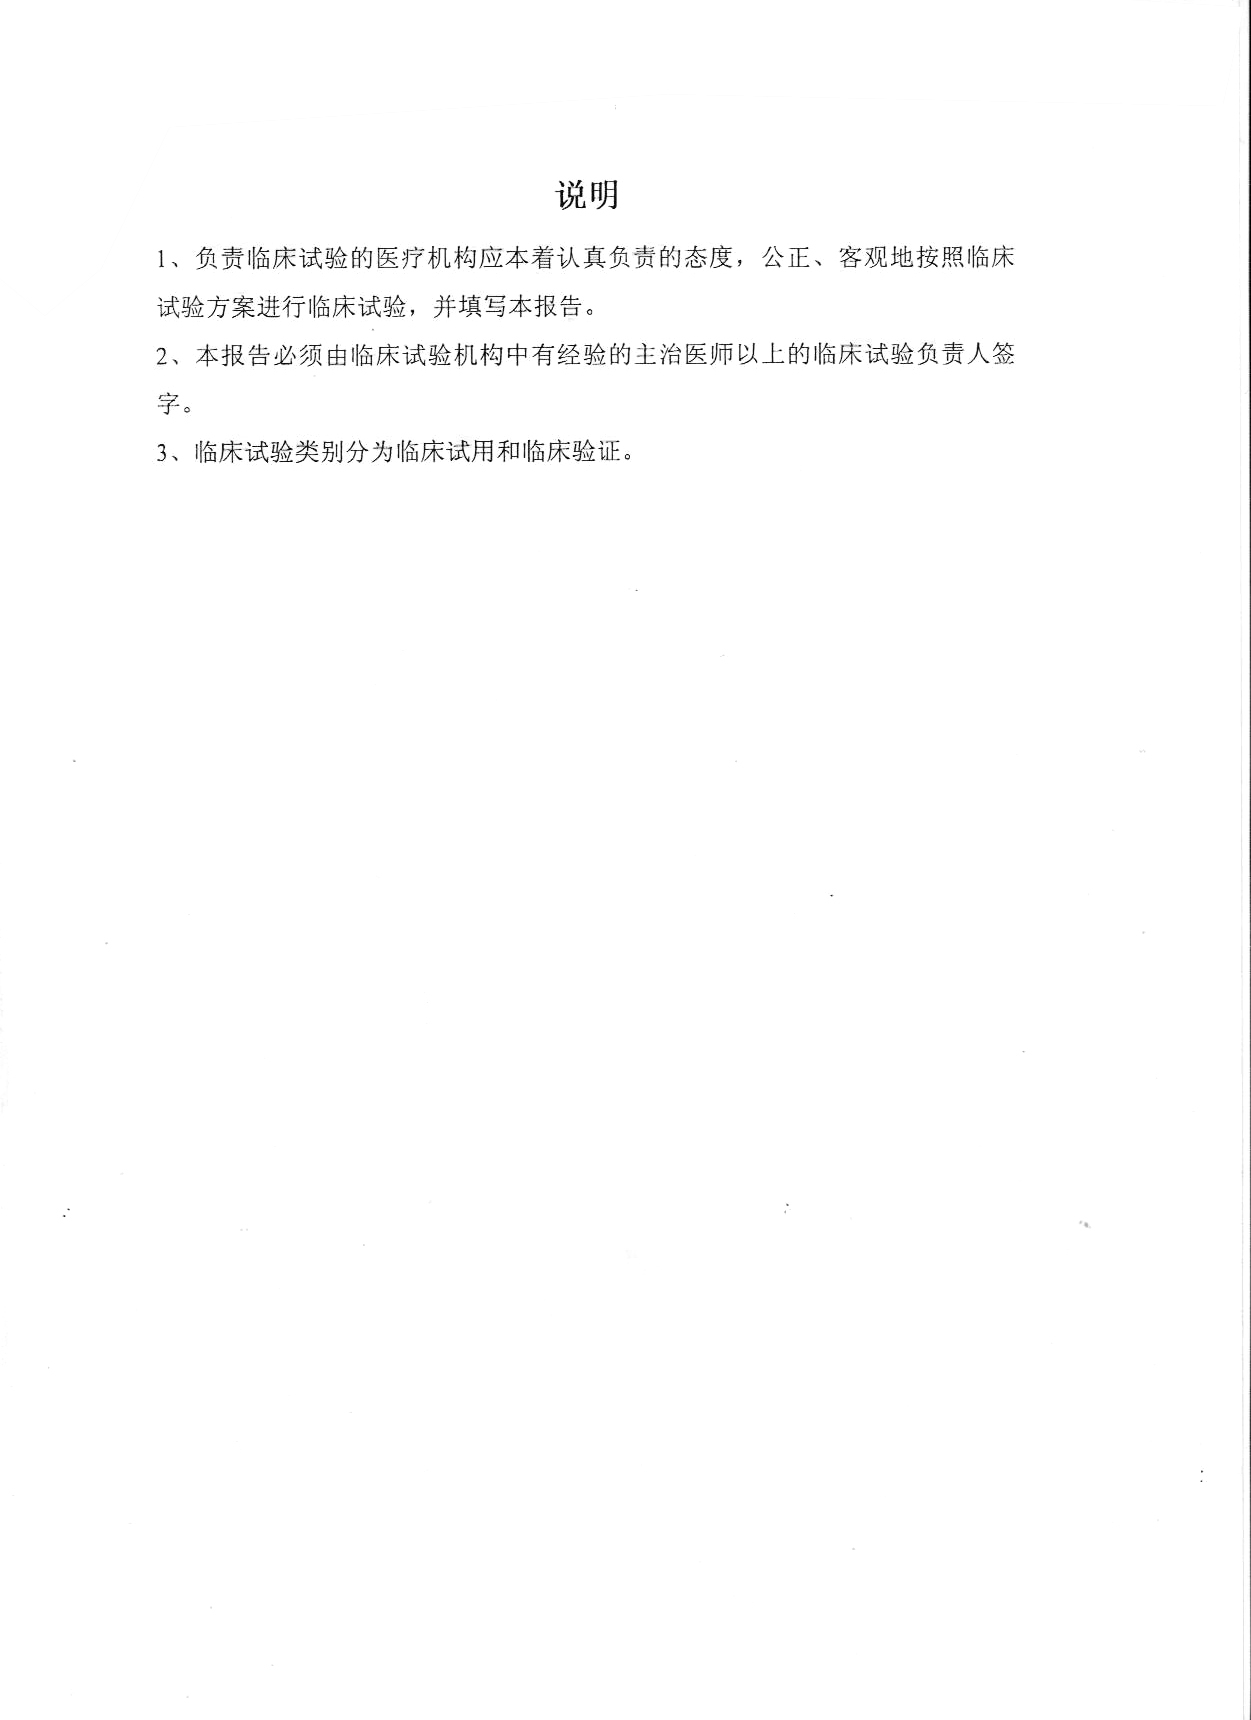 说明
1、负责临床试验的医疗机构应本着认真负责的态度，公正、客观地按照临床
试验方案进行临床试验，并填写本报告。
2、本报告必须由临床试验机构中有经验的主治医师以上的临床试验负责人签
字。
3、临床试验类别分为临床试用和临床验证。